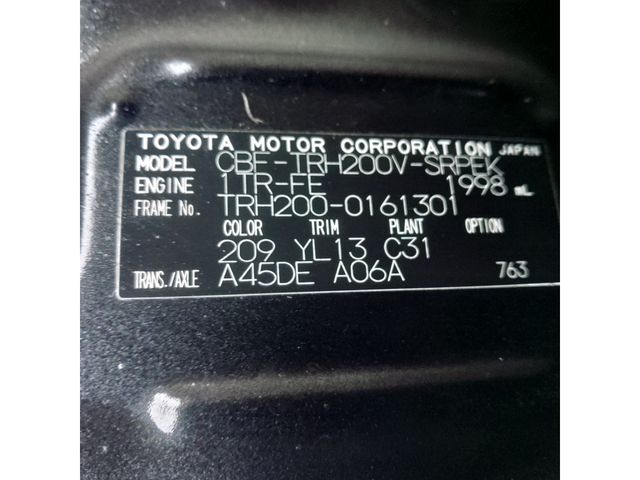 TOYOTA MOTOR CORPORATION JAPAN
MODEL CBF-TRH200V-SRPEK
ENGINE 1TR-FE 1998 mL
FRAME No. TRH200-0161301
COLOR TRIM PLANT OPTION
209 YL13 C31
TRANS./AXLE A45DE A06A 763